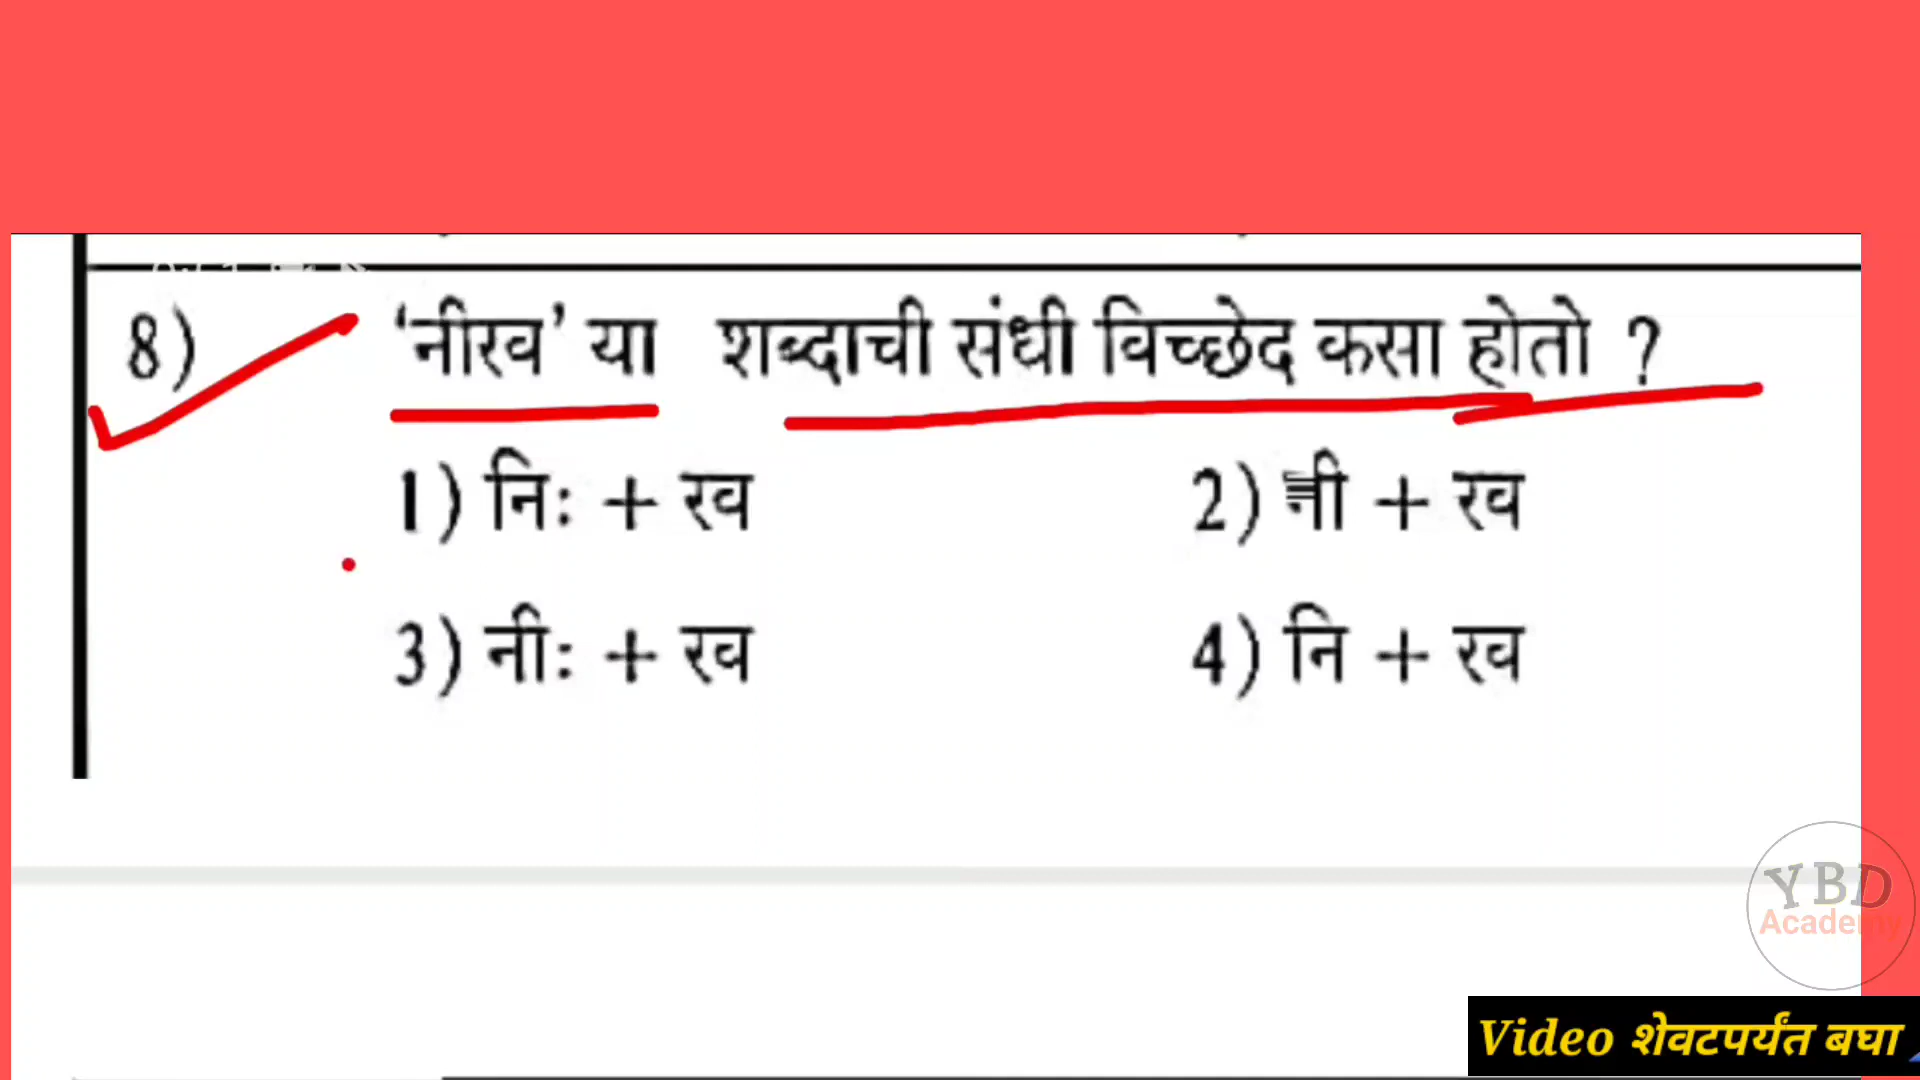 8) 'नीरव' या शब्दाची संधी विच्छेद कसा होतो ?
1) निः + रव 2) नी + रव
3) नीः + रव 4) नि + रव
YBD
Academy
Video शेवटपर्यंत बघा